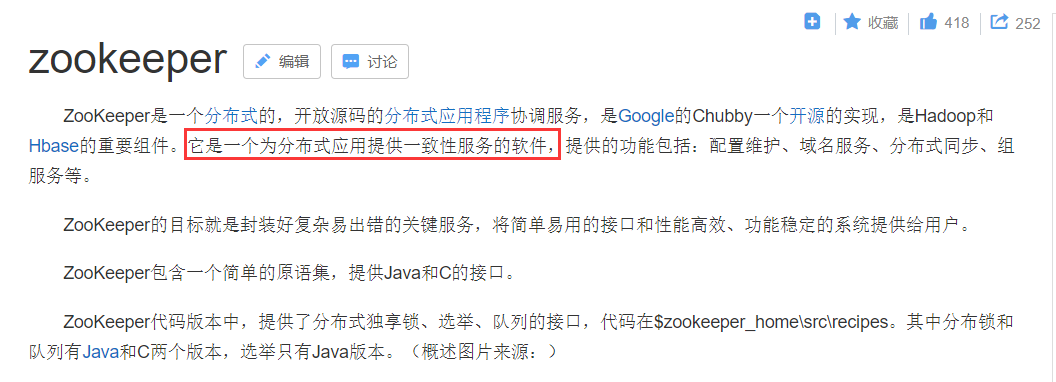 收藏 418 252
zookeeper 编辑 讨论
ZooKeeper是一个分布式的，开放源码的分布式应用程序协调服务，是Google的Chubby一个开源的实现，是Hadoop和
Hbase的重要组件。它是一个为分布式应用提供一致性服务的软件，提供的功能包括：配置维护、域名服务、分布式同步、组
服务等。
ZooKeeper的目标就是封装好复杂易出错的关键服务，将简单易用的接口和性能高效、功能稳定的系统提供给用户。
ZooKeeper包含一个简单的原语集，提供Java和C的接口。
ZooKeeper代码版本中，提供了分布式独享锁、选举、队列的接口，代码在$zookeeper_home\src\recipes。其中分布锁和
队列有Java和C两个版本，选举只有Java版本。（概述图片来源：）